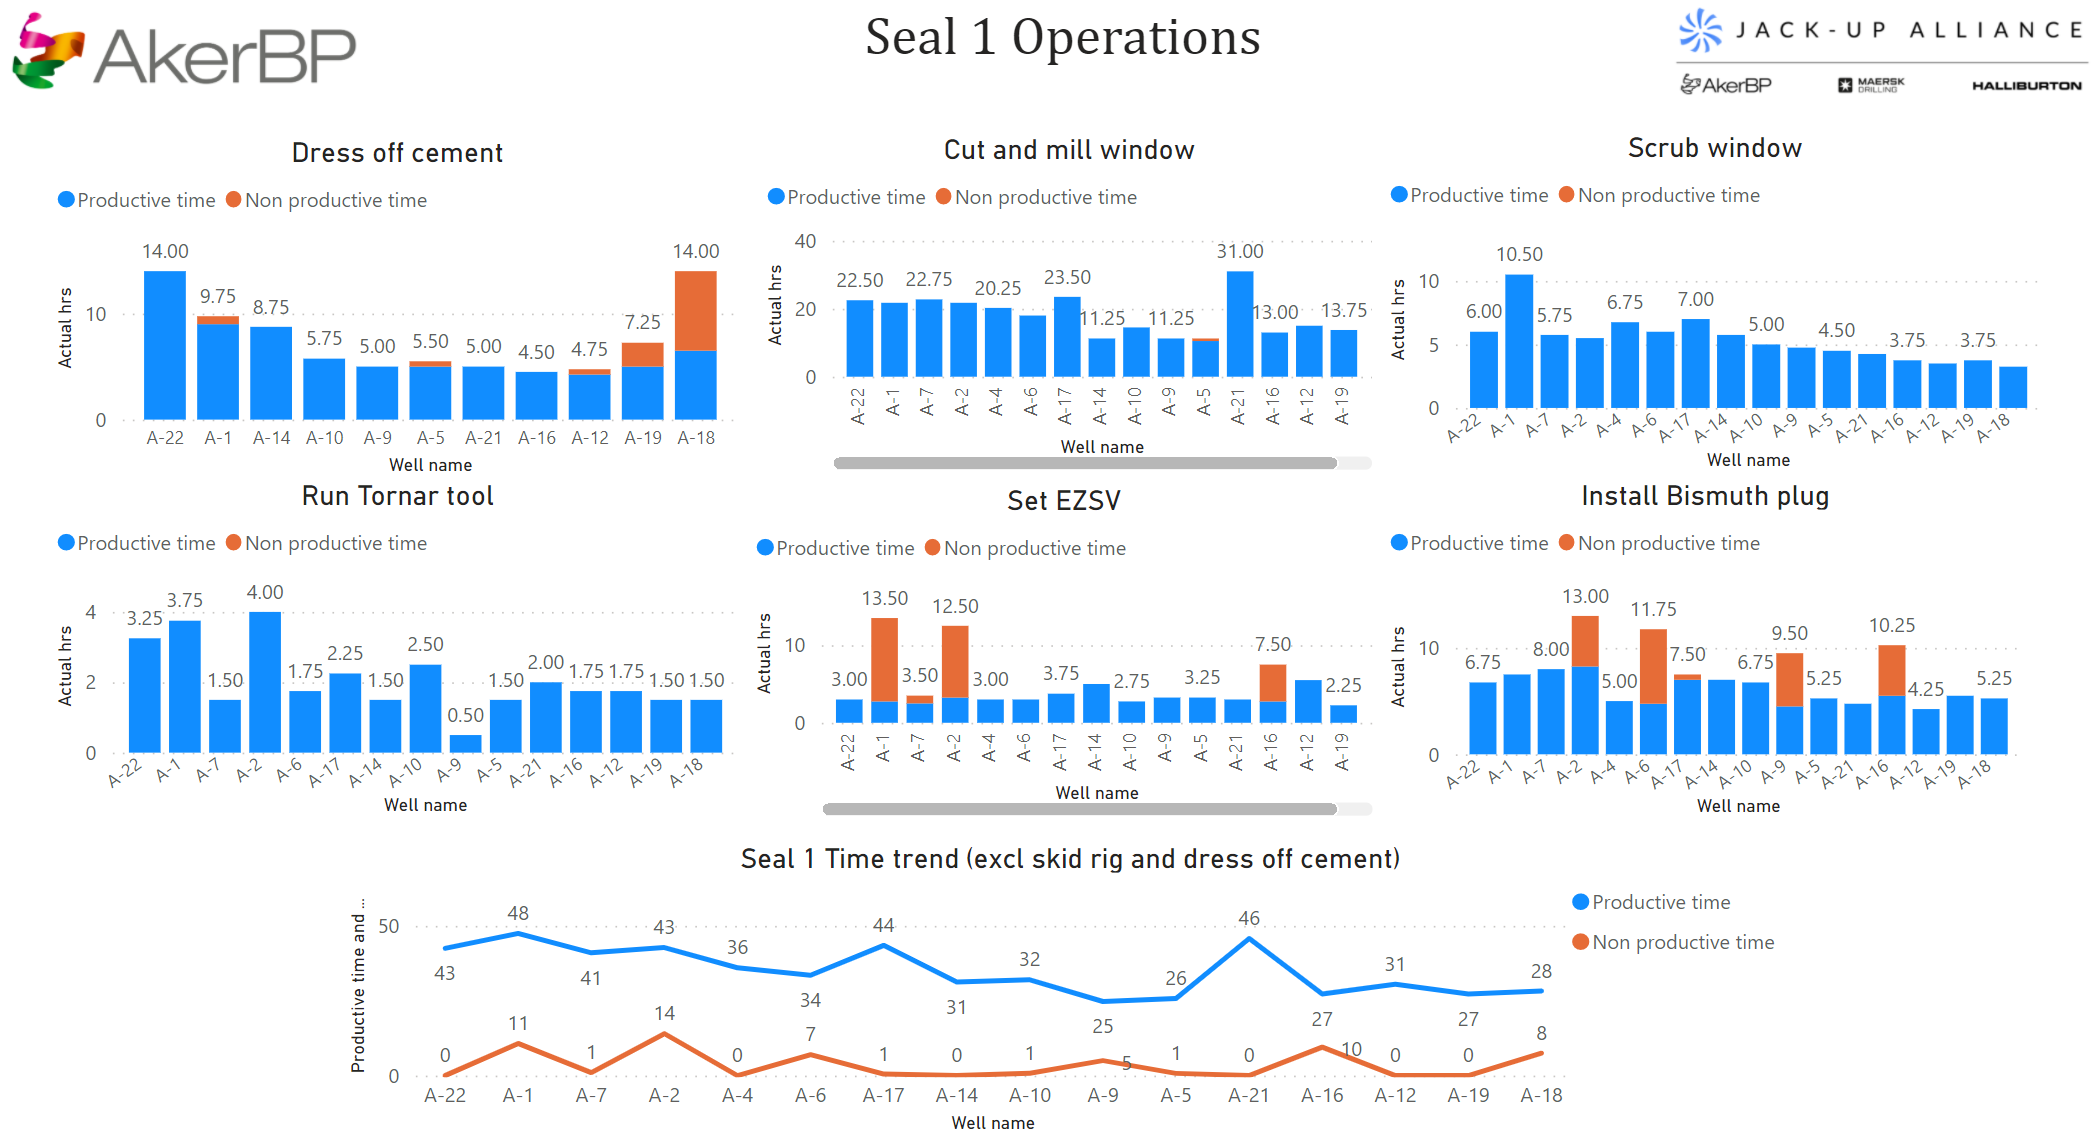 AkerBP
Seal 1 Operations
JACK-UP ALLIANCE
AkerBP MAERSK DRILLING HALLIBURTON
Dress off cement
Productive time Non productive time
Actual hrs
10
0
14.00 9.75 8.75 5.75 5.00 5.50 5.00 4.50 4.75 7.25 14.00
A-22 A-1 A-14 A-10 A-9 A-5 A-21 A-16 A-12 A-19 A-18
Well name
Cut and mill window
Productive time Non productive time
Actual hrs
40
20
0
22.50 22.75 20.25 23.50 11.25 11.25 31.00 13.00 13.75
A-22 A-1 A-7 A-2 A-4 A-6 A-17 A-14 A-10 A-9 A-5 A-21 A-16 A-12 A-19
Well name
Scrub window
Productive time Non productive time
Actual hrs
10
5
0
6.00 10.50 5.75 6.75 7.00 5.00 4.50 3.75 3.75
A-22 A-1 A-7 A-2 A-4 A-6 A-17 A-14 A-10 A-9 A-5 A-21 A-16 A-12 A-19 A-18
Well name
Run Tornar tool
Productive time Non productive time
Actual hrs
4
2
0
3.25 3.75 1.50 4.00 1.75 2.25 1.50 2.50 0.50 1.50 2.00 1.75 1.75 1.50 1.50
A-22 A-1 A-7 A-2 A-6 A-17 A-14 A-10 A-9 A-5 A-21 A-16 A-12 A-19 A-18
Well name
Set EZSV
Productive time Non productive time
Actual hrs
10
0
3.00 13.50 3.50 12.50 3.00 3.75 2.75 3.25 7.50 2.25
A-22 A-1 A-7 A-2 A-4 A-6 A-17 A-14 A-10 A-9 A-5 A-21 A-16 A-12 A-19
Well name
Install Bismuth plug
Productive time Non productive time
Actual hrs
10
0
6.75 8.00 13.00 5.00 11.75 7.50 6.75 9.50 5.25 10.25 4.25 5.25
A-22 A-1 A-7 A-2 A-4 A-6 A-17 A-14 A-10 A-9 A-5 A-21 A-16 A-12 A-19 A-18
Well name
Seal 1 Time trend (excl skid rig and dress off cement)
Productive time
Non productive time
Productive time and ...
50
0
43 48 41 43 36 34 44 31 32 25 26 46 27 31 27 28
0 11 1 14 0 7 1 0 1 5 1 0 10 0 0 8
A-22 A-1 A-7 A-2 A-4 A-6 A-17 A-14 A-10 A-9 A-5 A-21 A-16 A-12 A-19 A-18
Well name